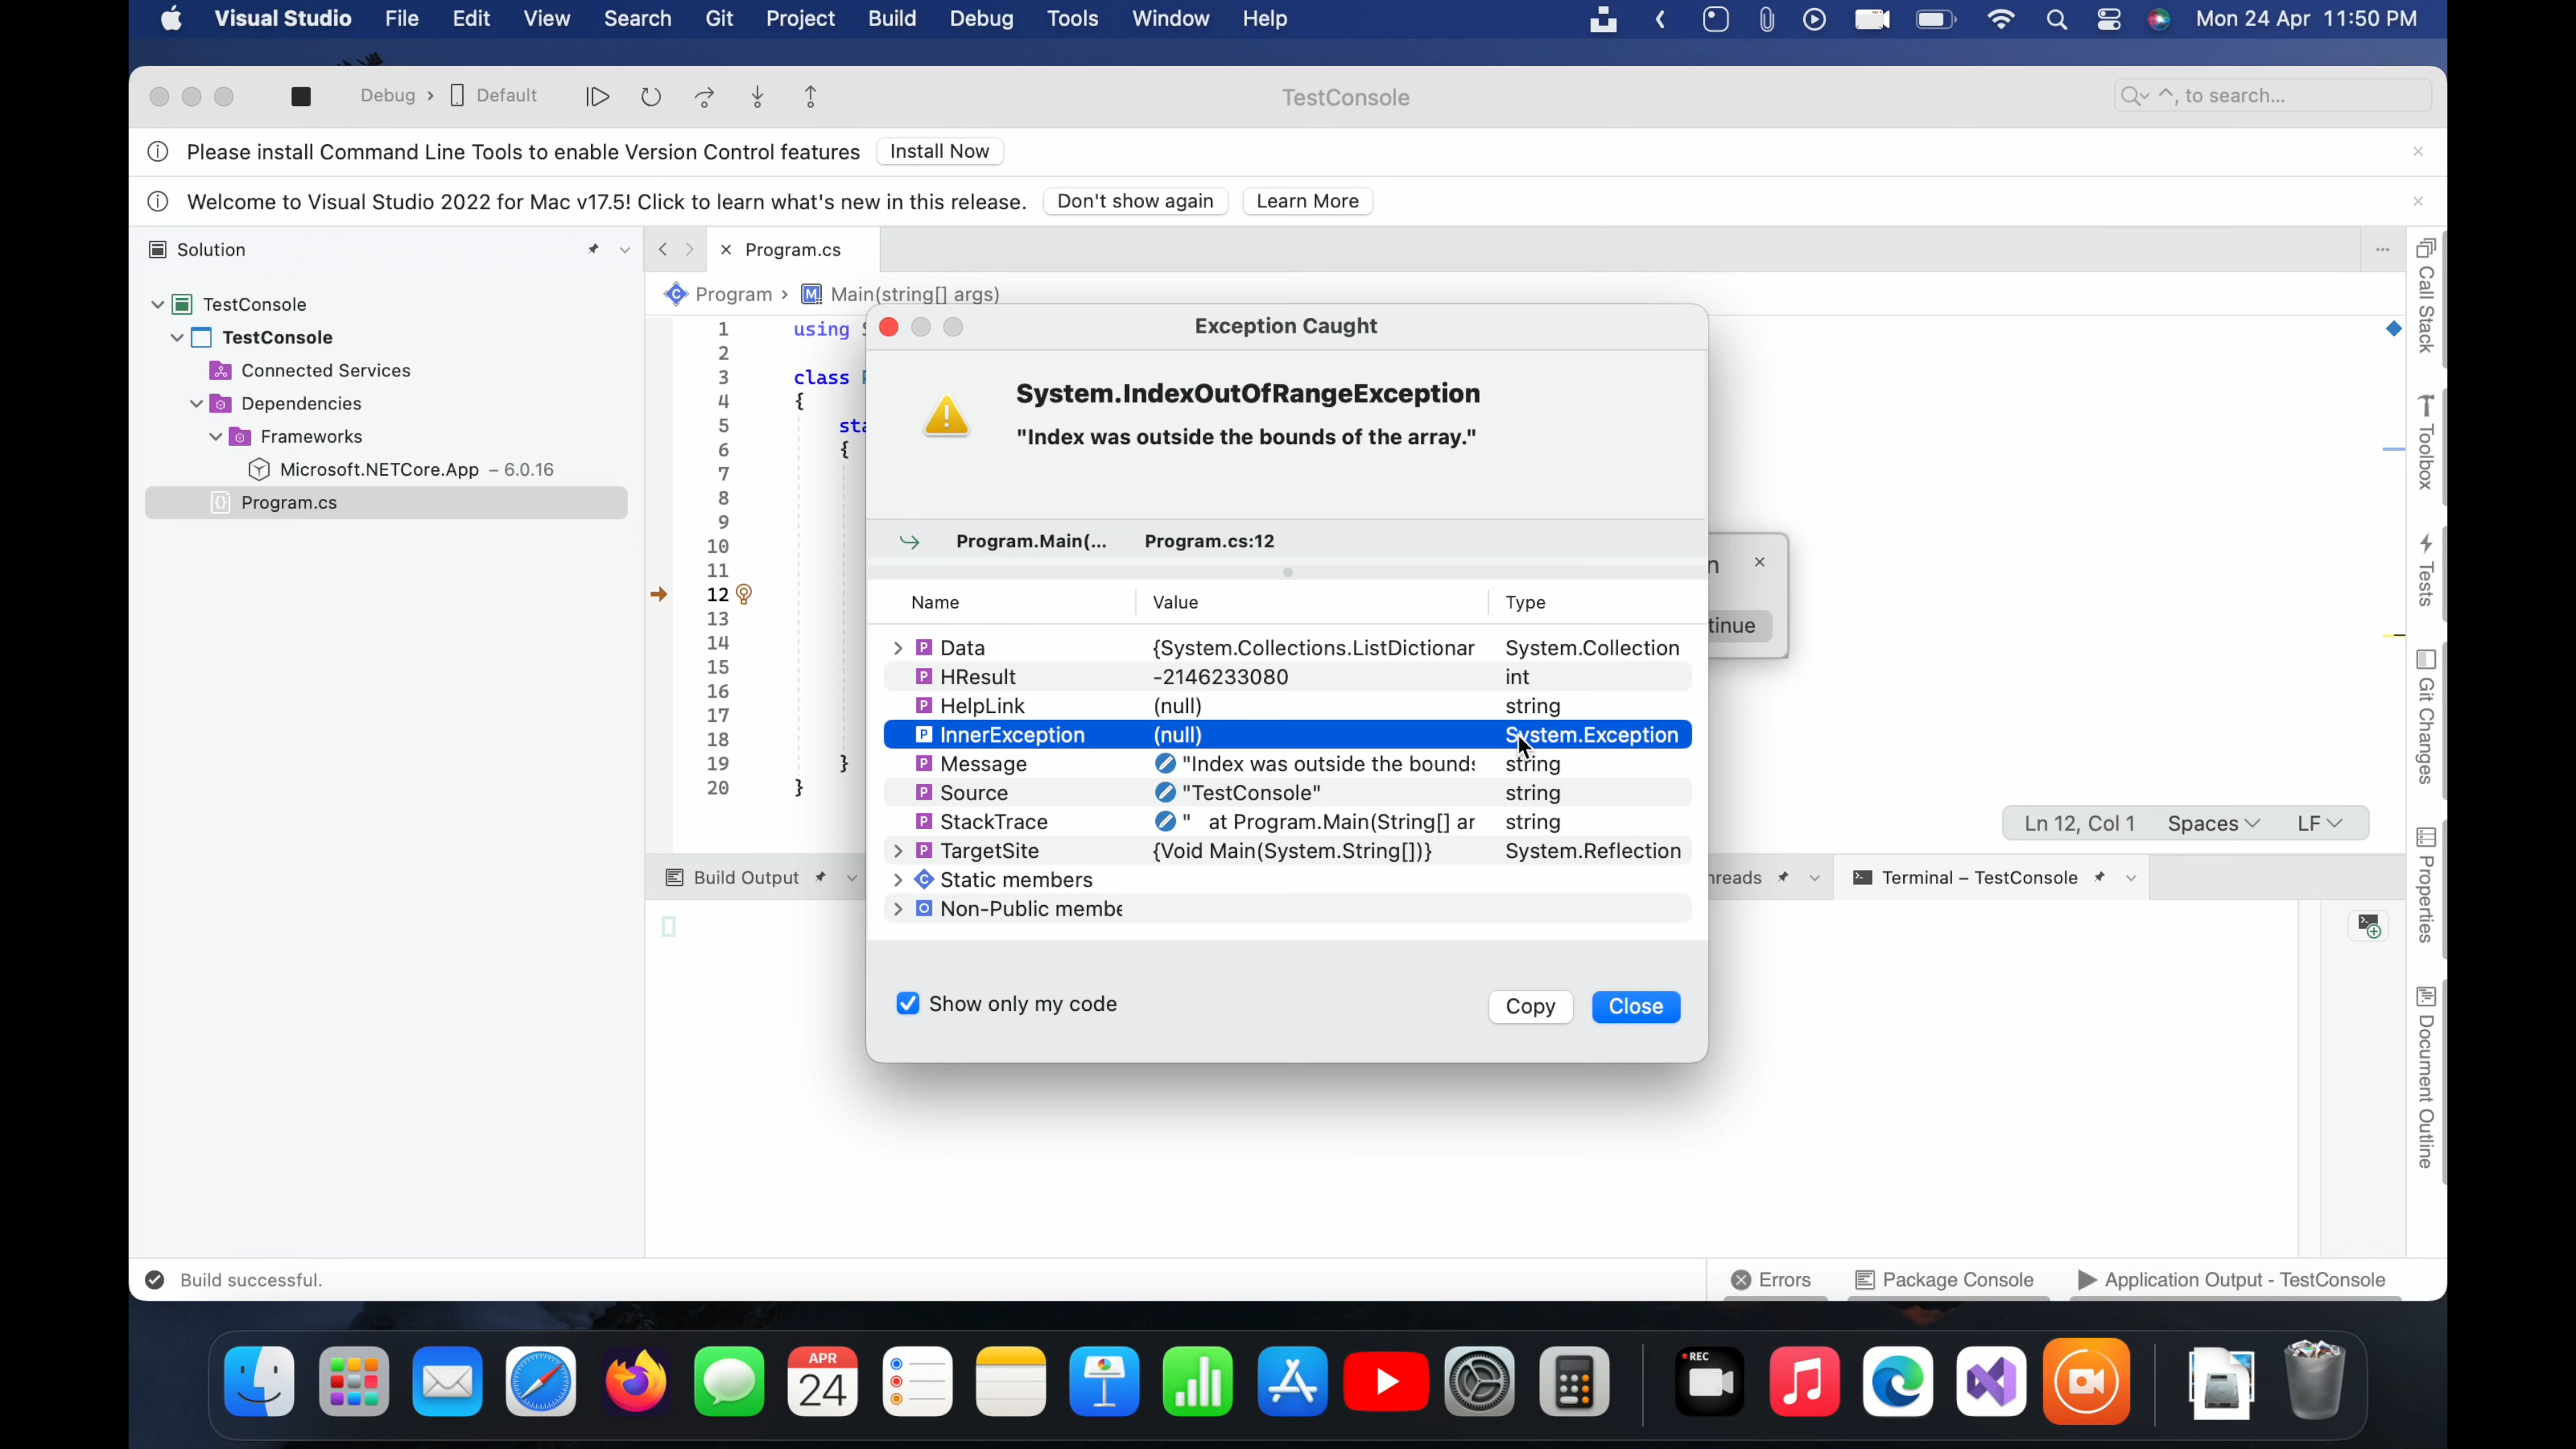 Visual Studio File Edit View Search Git Project Build Debug Tools Window Help Mon 24 Apr 11:50 PM
Debug › Default TestConsole ^, to search...
Please install Command Line Tools to enable Version Control features Install Now
Welcome to Visual Studio 2022 for Mac v17.5! Click to learn what's new in this release. Don't show again Learn More
Solution
TestConsole
TestConsole
Connected Services
Dependencies
Frameworks
Microsoft.NETCore.App – 6.0.16
Program.cs
Program.cs
Program › Main(string[] args)
1 using
2
3 class
4 {
5
6 {
7
8
9
10
11
12
13
14
15
16
17
18
19 }
20 }
Exception Caught
System.IndexOutOfRangeException
"Index was outside the bounds of the array."
Program.Main(... Program.cs:12
Name Value Type
Data {System.Collections.ListDictionar System.Collection
HResult -2146233080 int
HelpLink (null) string
InnerException (null) System.Exception
Message "Index was outside the bounds string
Source "TestConsole" string
StackTrace " at Program.Main(String[] ar string
TargetSite {Void Main(System.String[])} System.Reflection
Static members
Non-Public membe
Show only my code Copy Close
Call Stack
Toolbox
Tests
Git Changes
Properties
Document Outline
Ln 12, Col 1 Spaces LF
Build Output Terminal – TestConsole
Build successful. Errors Package Console Application Output - TestConsole
APR
24
REC